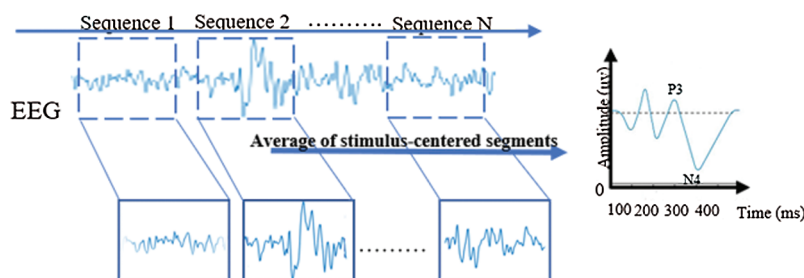 Sequence 1 Sequence 2 .......... Sequence N
EEG
Average of stimulus-centered segments
..........
Amplitude (uv)
P3
N4
0
100 200 300 400 Time (ms)